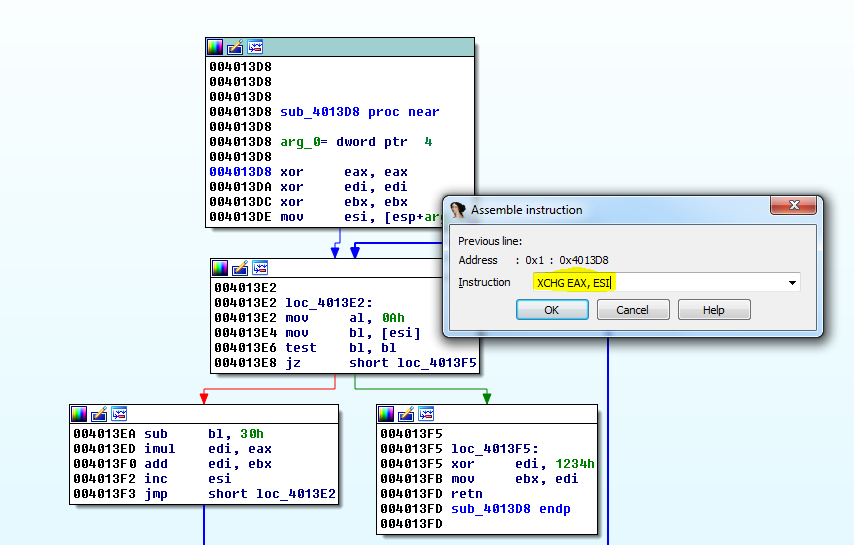 004013D8
004013D8
004013D8
004013D8 sub_4013D8 proc near
004013D8
004013D8 arg_0= dword ptr  4
004013D8
004013D8 xor     eax, eax
004013DA xor     edi, edi
004013DC xor     ebx, ebx
004013DE mov     esi, [esp+arg
Assemble instruction
Previous line:
Address : 0x1 : 0x4013D8
Instruction XCHG EAX, ESI
OK Cancel Help
004013E2
004013E2 loc_4013E2:
004013E2 mov     al, 0Ah
004013E4 mov     bl, [esi]
004013E6 test    bl, bl
004013E8 jz      short loc_4013F5
004013EA sub     bl, 30h
004013ED imul    edi, eax
004013F0 add     edi, ebx
004013F2 inc     esi
004013F3 jmp     short loc_4013E2
004013F5
004013F5 loc_4013F5:
004013F5 xor     edi, 1234h
004013FB mov     ebx, edi
004013FD retn
004013FD sub_4013D8 endp
004013FD